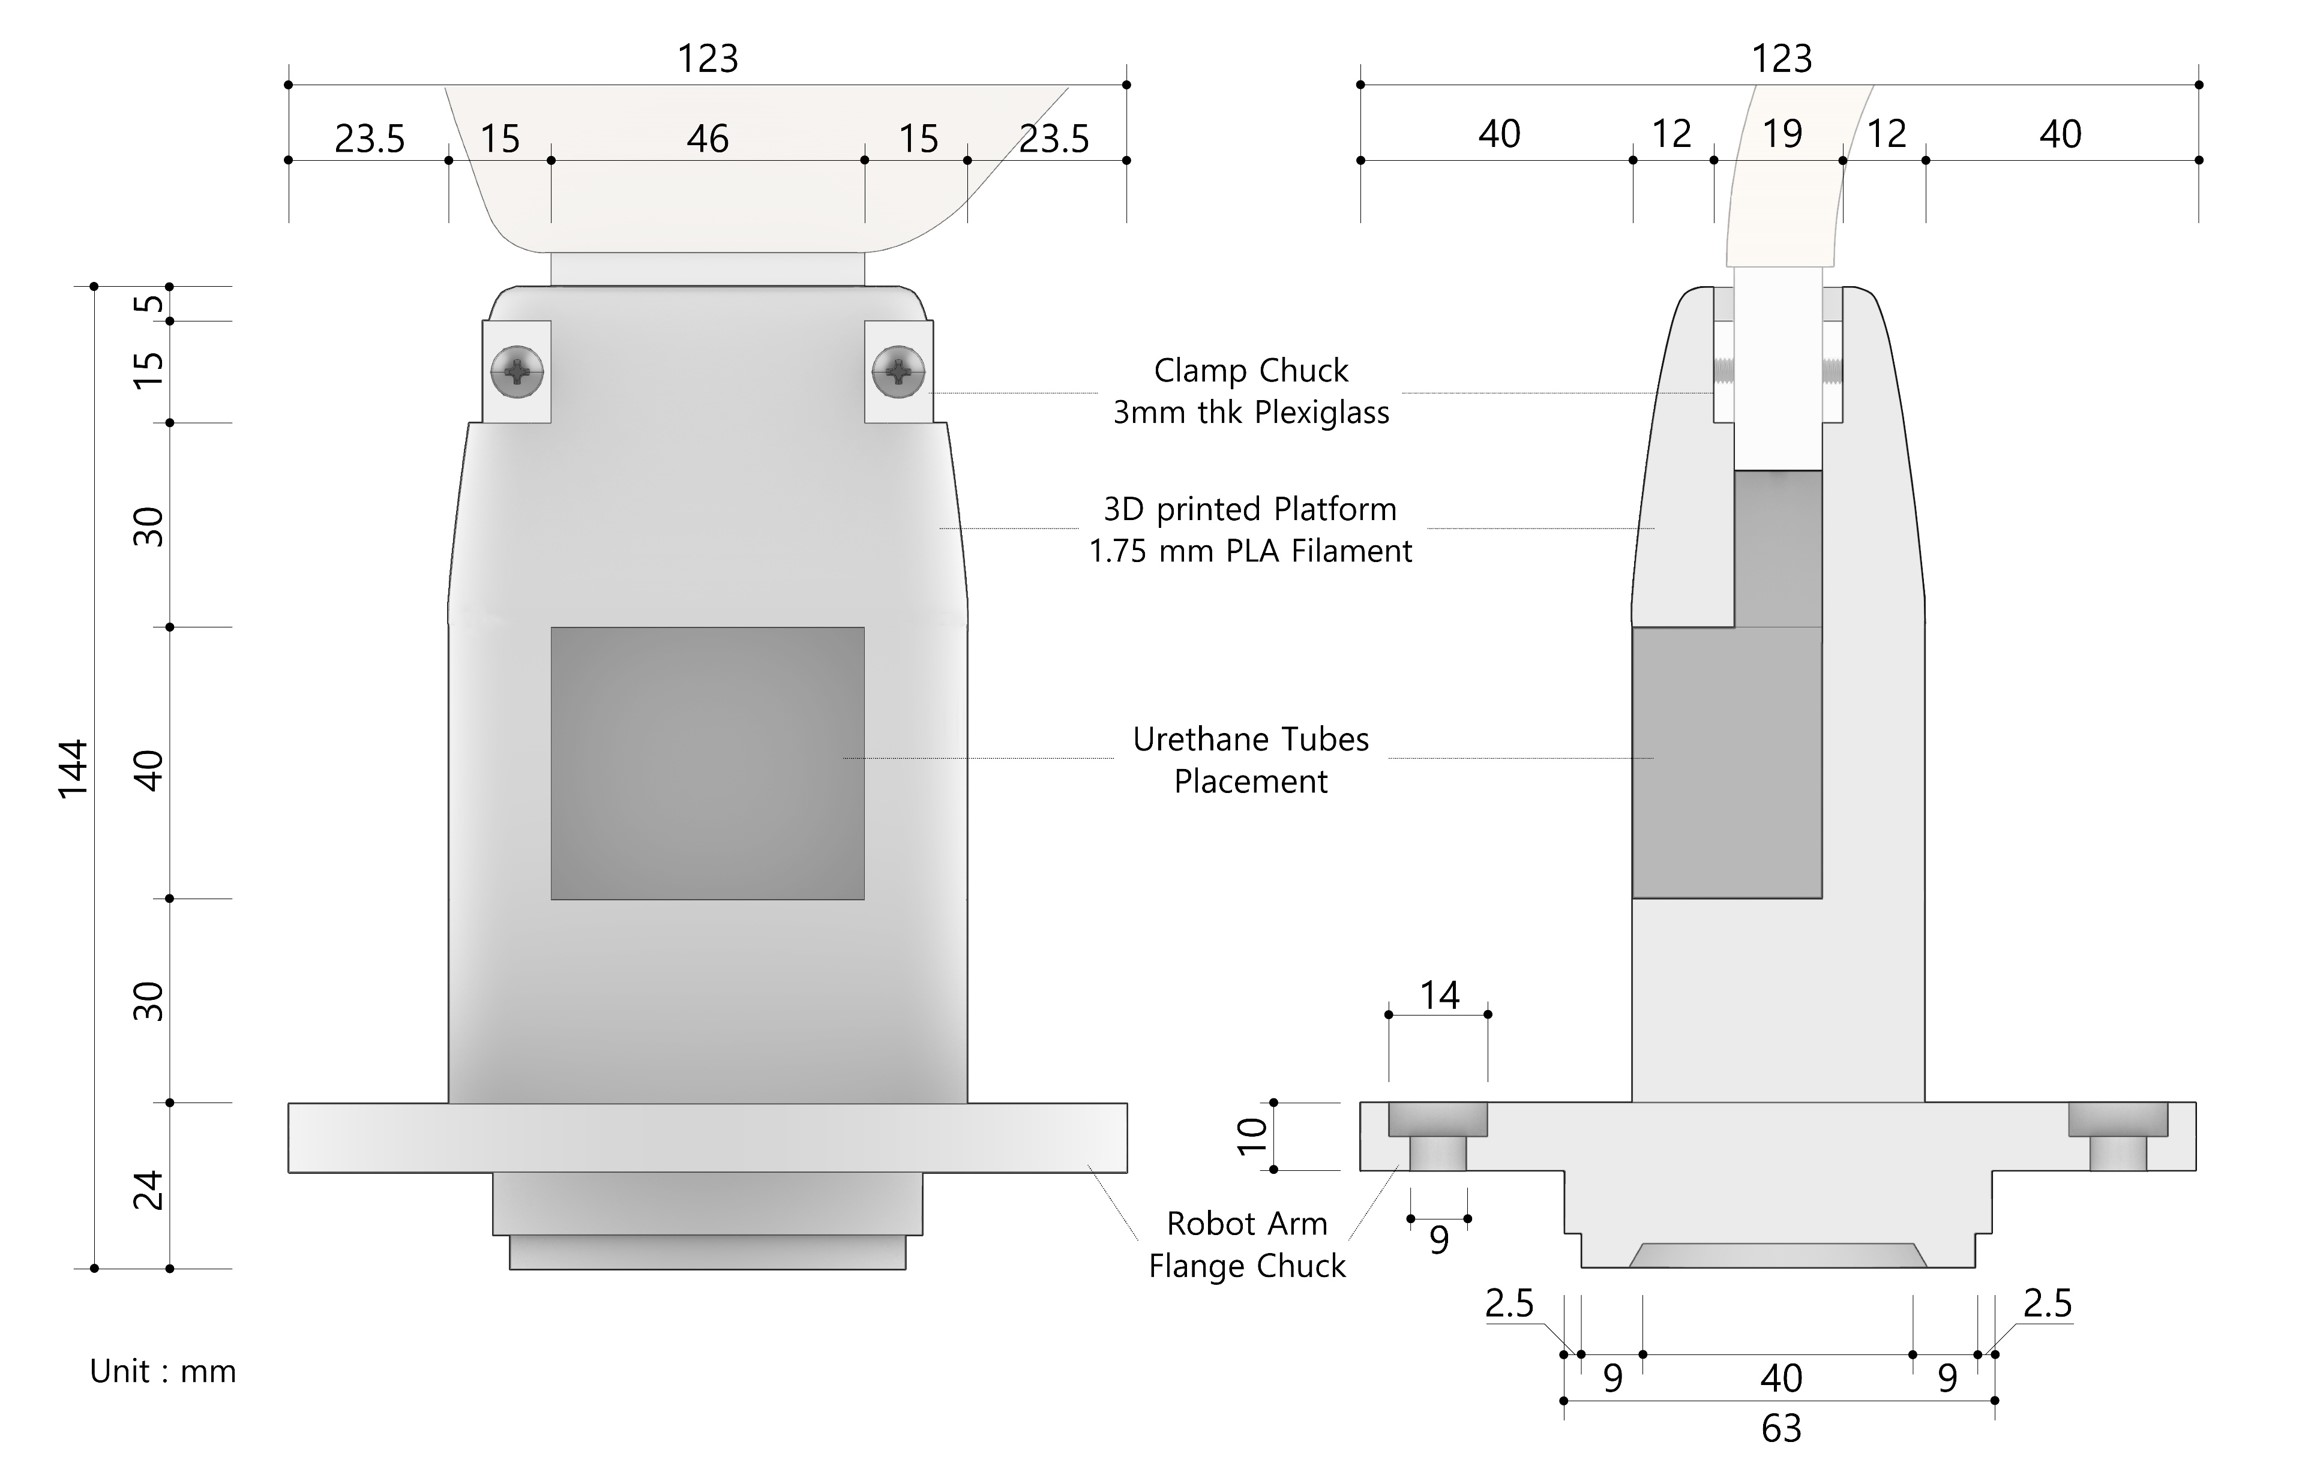 123
123
23.5 15 46 15 23.5
40 12 19 12 40
5
15
30
40
30
24
144
Clamp Chuck
3mm thk Plexiglass
3D printed Platform
1.75 mm PLA Filament
Urethane Tubes
Placement
14
10
9
Robot Arm
Flange Chuck
2.5
2.5
9 40 9
63
Unit : mm